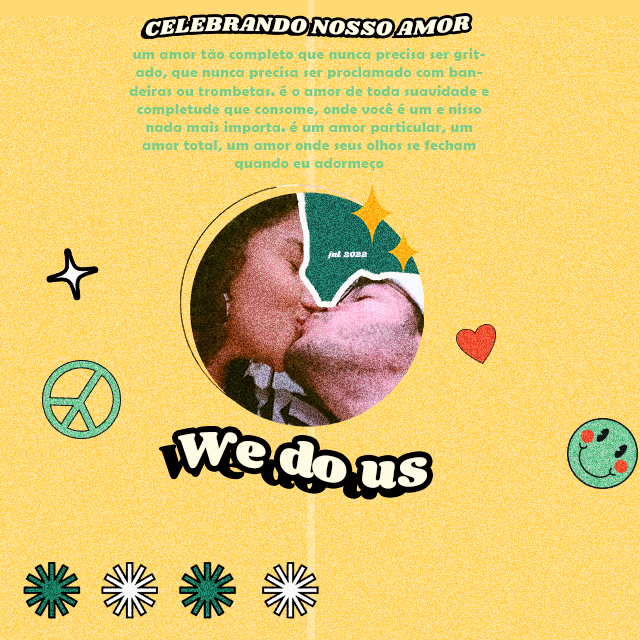 CELEBRANDO NOSSO AMOR
um amor tão completo que nunca precisa ser grit-
ado, que nunca precisa ser proclamado com ban-
deiras ou trombetas. é o amor de toda suavidade e
completude que consome, onde você é um e nisso
nada mais importa. é um amor particular, um
amor total, um amor onde seus olhos se fecham
quando eu adormeço
jul 2022
We do us